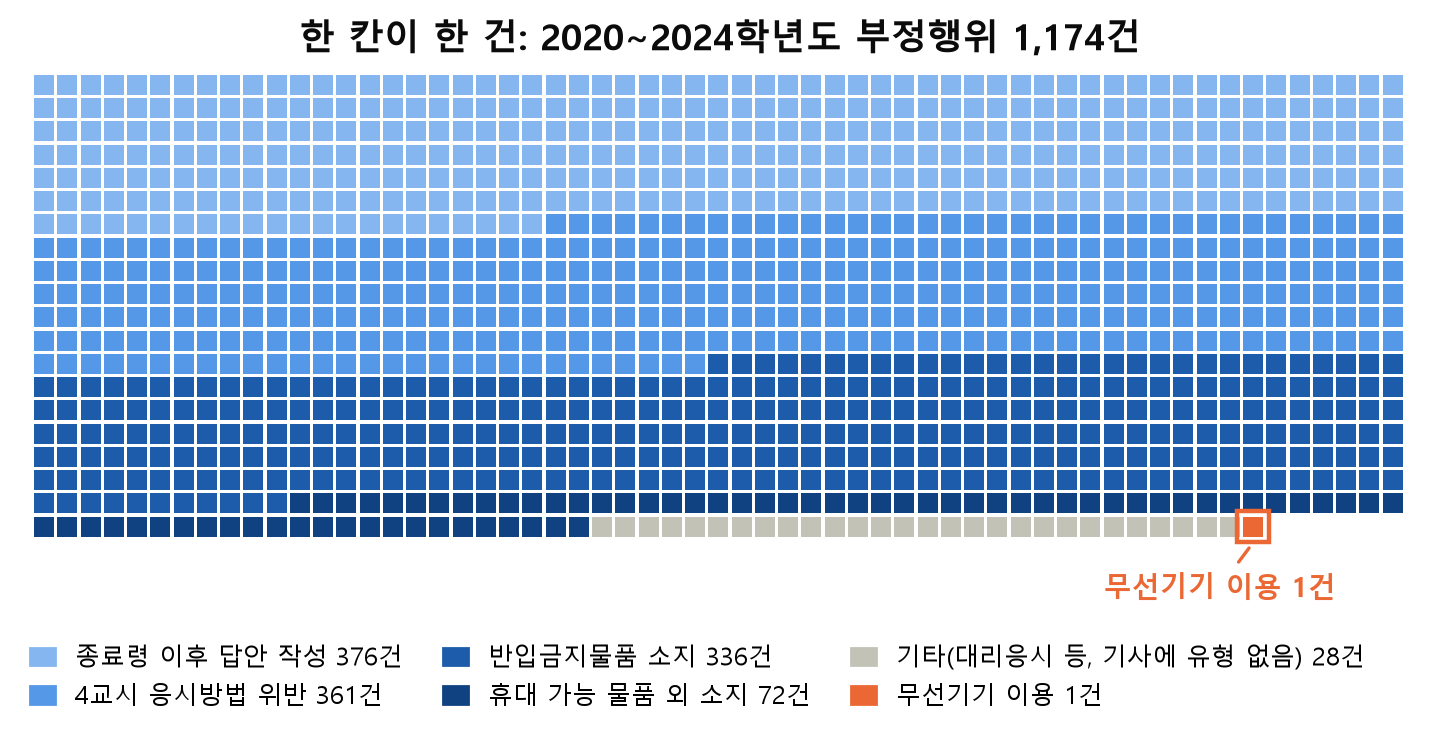 한 칸이 한 건: 2020~2024학년도 부정행위 1,174건
무선기기 이용 1건
종료령 이후 답안 작성 376건
4교시 응시방법 위반 361건
반입금지물품 소지 336건
휴대 가능 물품 외 소지 72건
기타(대리응시 등, 기사에 유형 없음) 28건
무선기기 이용 1건